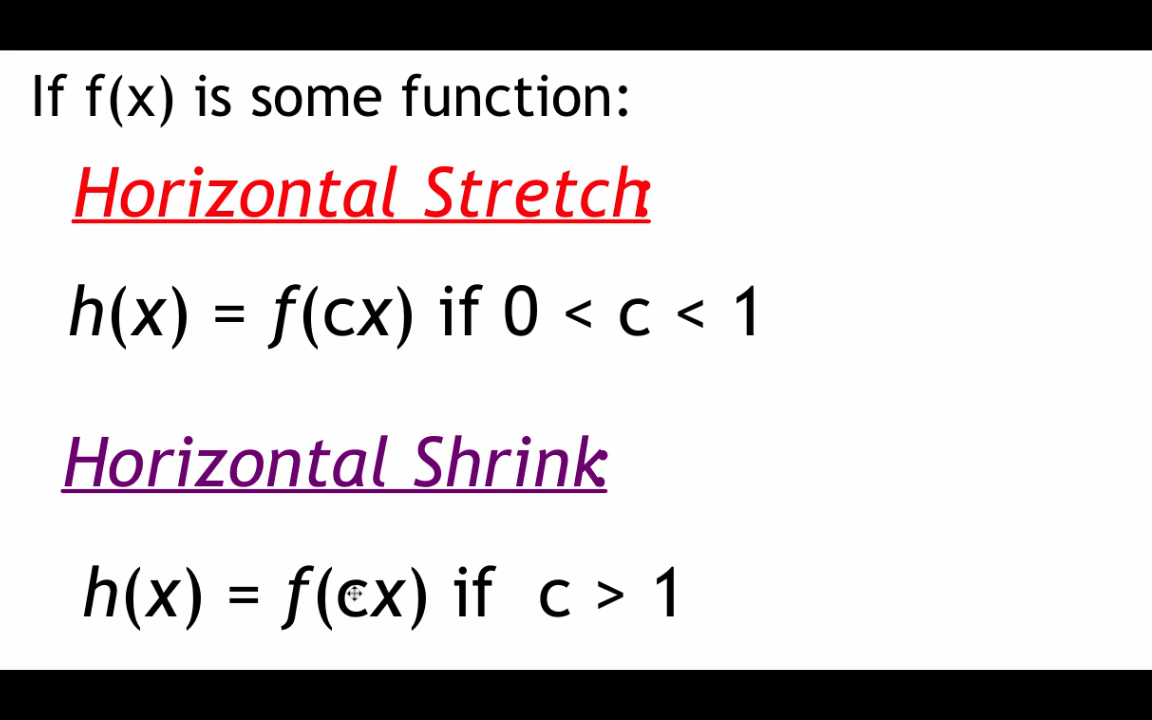 If f(x) is some function:
Horizontal Stretch:
h(x) = f(cx) if 0 < c < 1
Horizontal Shrink:
h(x) = f(cx) if c > 1